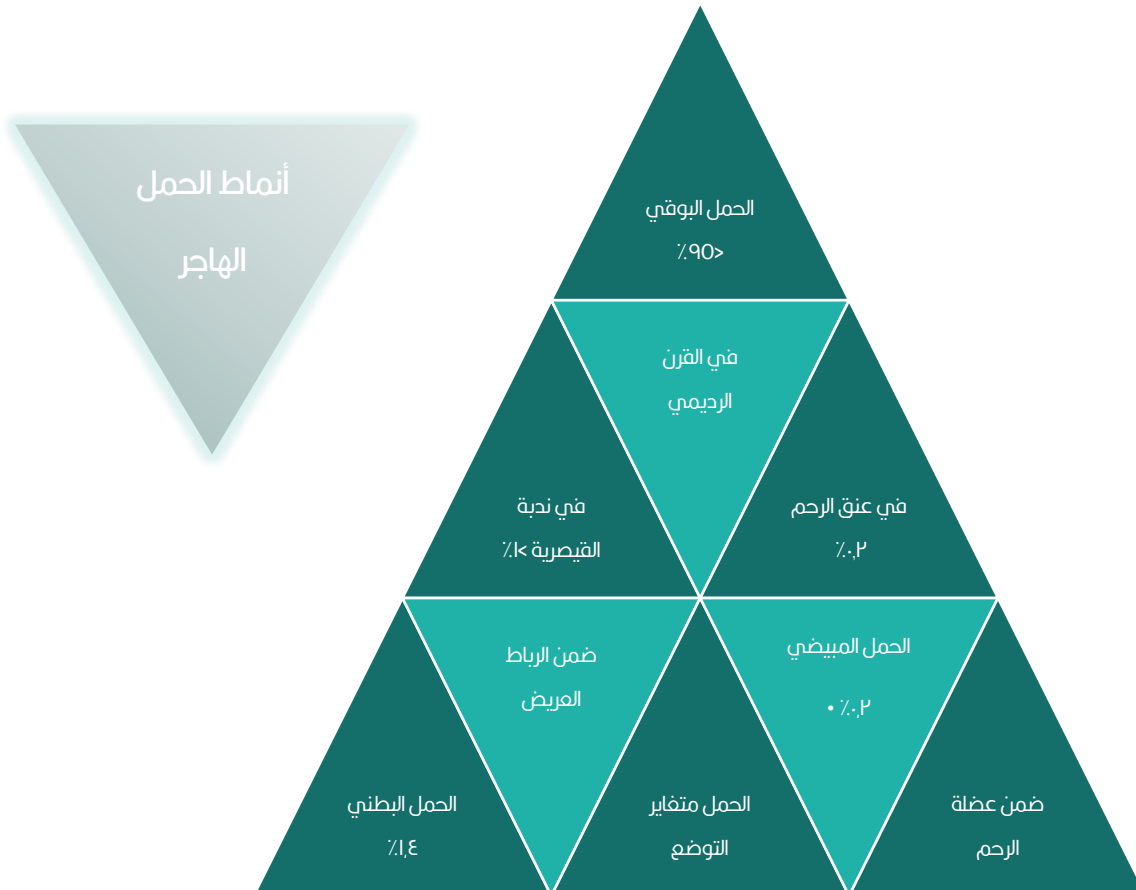 أنماط الحمل
الهاجر
الحمل البوقي
>٩٥٪
في القرن
الرديمي
في ندبة
القيصرية >١٪
في عنق الرحم
٠,٢٪
ضمن الرباط
العريض
الحمل المبيضي
٠,٢٪ •
الحمل البطني
١,٤٪
الحمل متغاير
التوضع
ضمن عضلة
الرحم